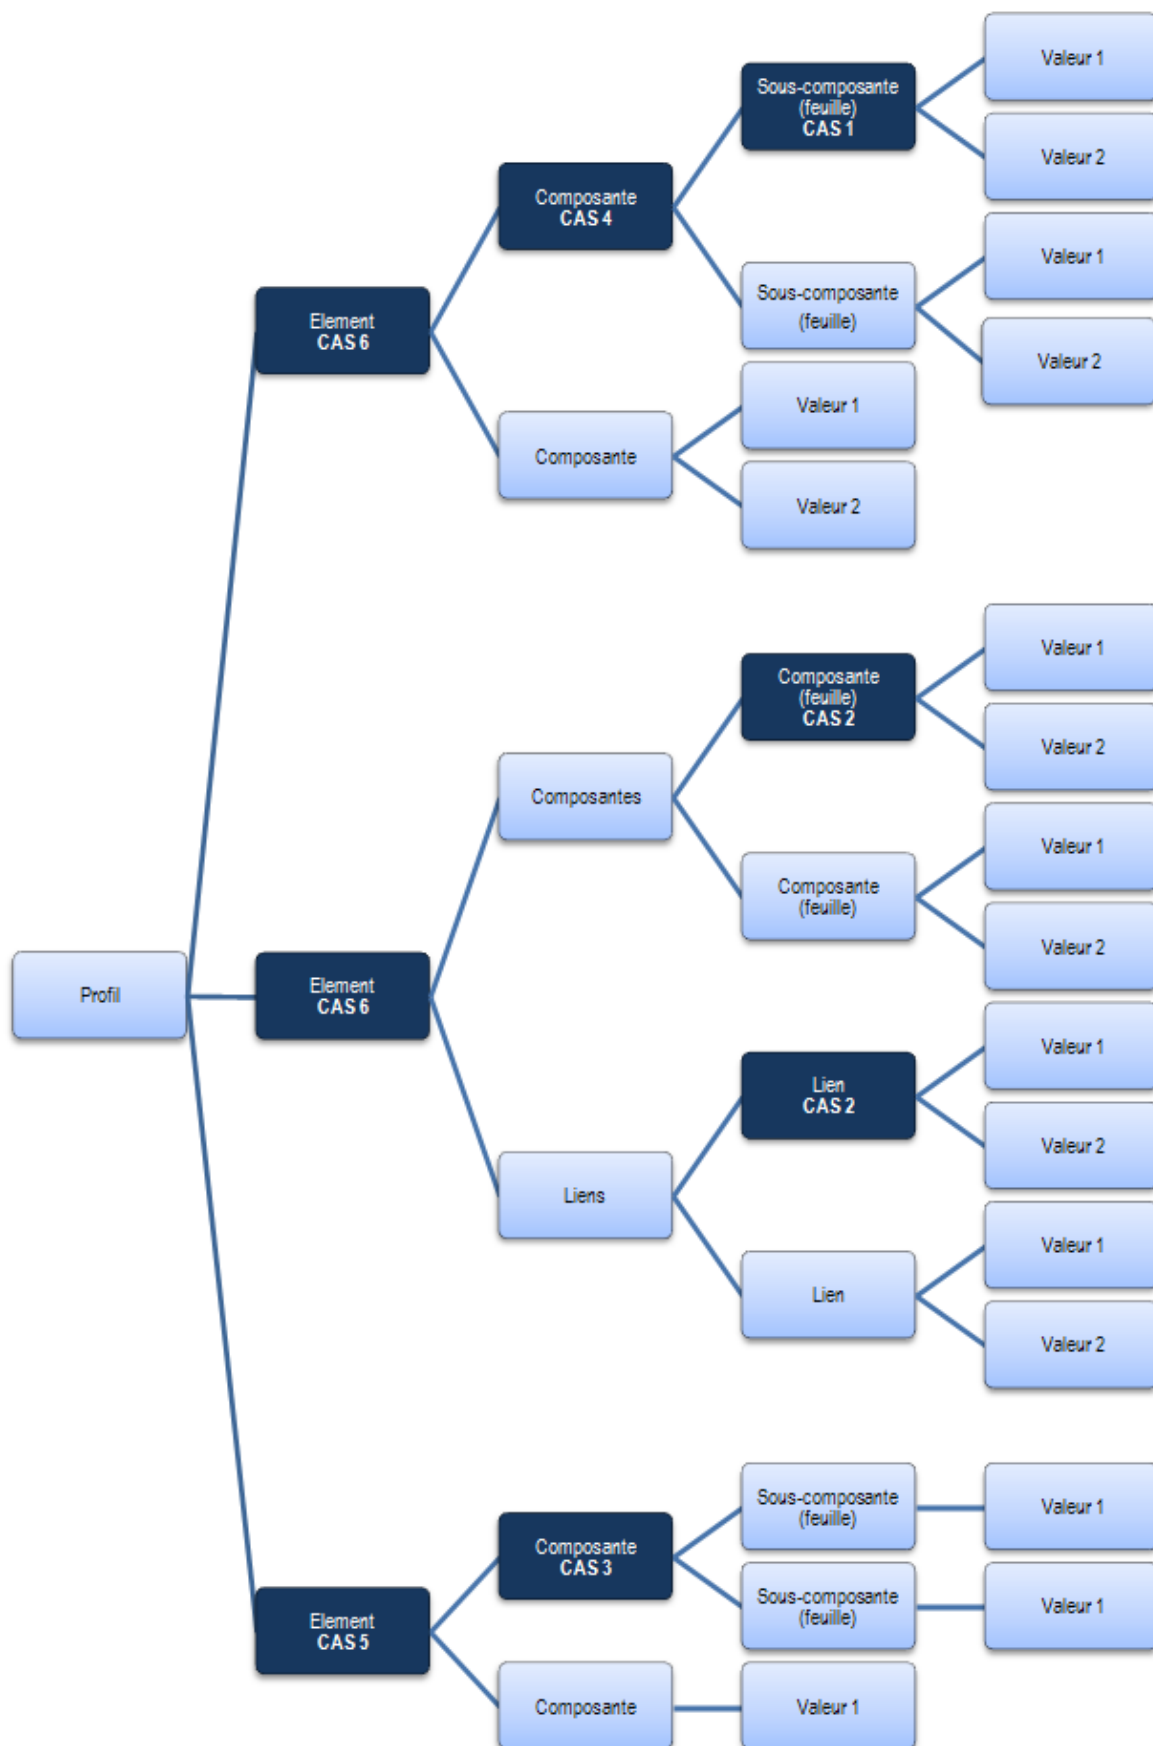 Valeur 1
Sous-composante
(feuille)
CAS 1
Valeur 2
Composante
CAS 4
Valeur 1
Sous-composante
(feuille)
Element
CAS 6
Valeur 2
Valeur 1
Composante
Valeur 2
Valeur 1
Composante
(feuille)
CAS 2
Valeur 2
Composantes
Valeur 1
Composante
(feuille)
Valeur 2
Profil
Element
CAS 6
Valeur 1
Lien
CAS 2
Valeur 2
Liens
Valeur 1
Lien
Valeur 2
Sous-composante
(feuille)
Valeur 1
Composante
CAS 3
Sous-composante
(feuille)
Valeur 1
Element
CAS 5
Composante
Valeur 1